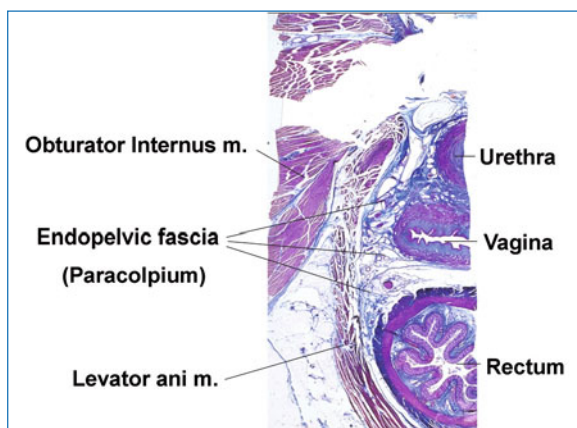 Obturator Internus m.
Urethra
Endopelvic fascia
(Paracolpium)
Vagina
Levator ani m.
Rectum